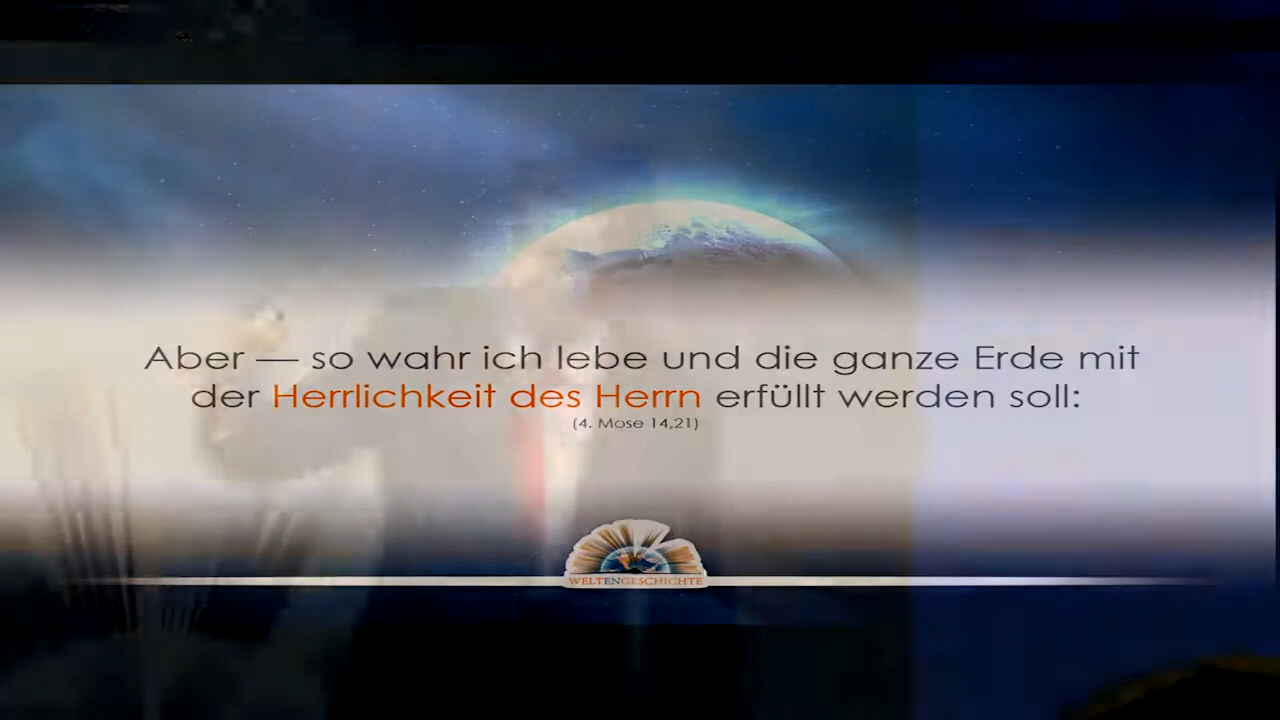 Aber — so wahr ich lebe und die ganze Erde mit
der Herrlichkeit des Herrn erfüllt werden soll:
(4. Mose 14,21)
WELTENGESCHICHTE